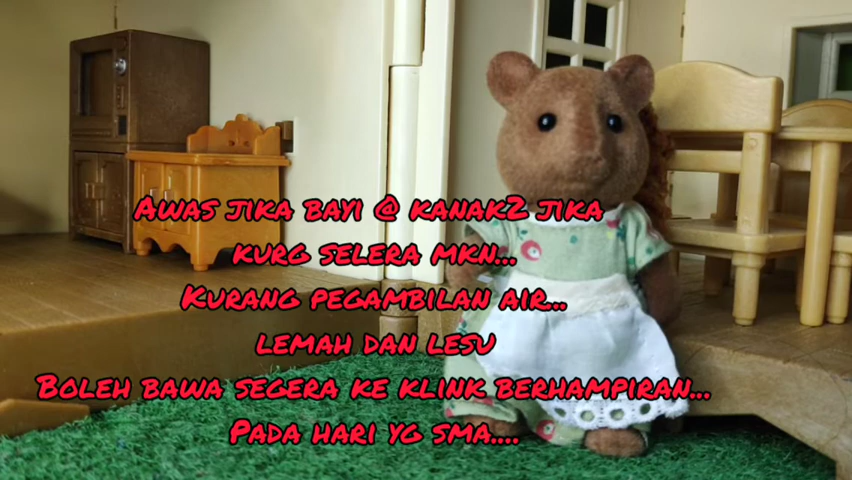 Awas jika bayi @ kanak2 jika
kurg selera mkn...
Kurang pegambilan air...
lemah dan lesu
Boleh bawa segera ke klink berhampiran...
Pada hari yg sma....